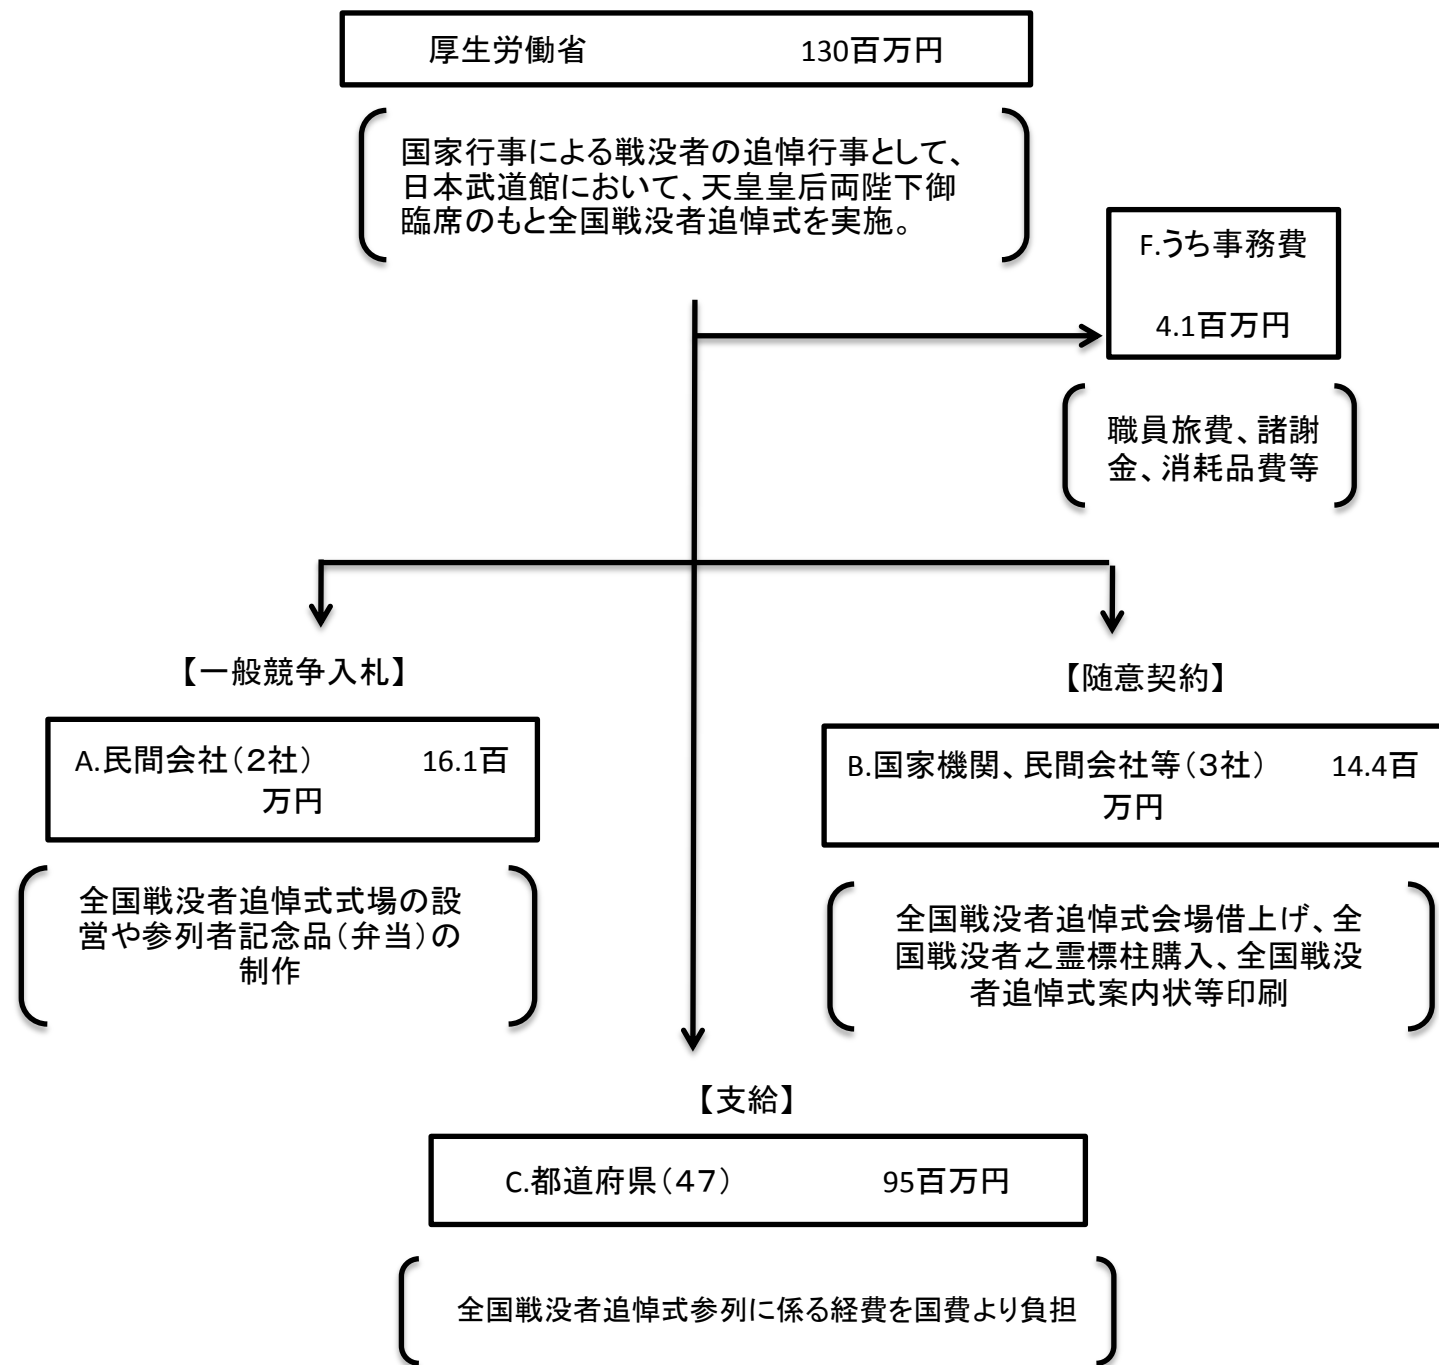 厚生労働省 130百万円
国家行事による戦没者の追悼行事として、
日本武道館において、天皇皇后両陛下御
臨席のもと全国戦没者追悼式を実施。
F.うち事務費
4.1百万円
職員旅費、諸謝
金、消耗品費等
【一般競争入札】
A.民間会社（２社） 16.1百
万円
全国戦没者追悼式式場の設
営や参列者記念品（弁当）の
制作
【随意契約】
B.国家機関、民間会社等（３社） 14.4百
万円
全国戦没者追悼式会場借上げ、全
国戦没者之霊標柱購入、全国戦没
者追悼式案内状等印刷
【支給】
C.都道府県（４７） 95百万円
全国戦没者追悼式参列に係る経費を国費より負担